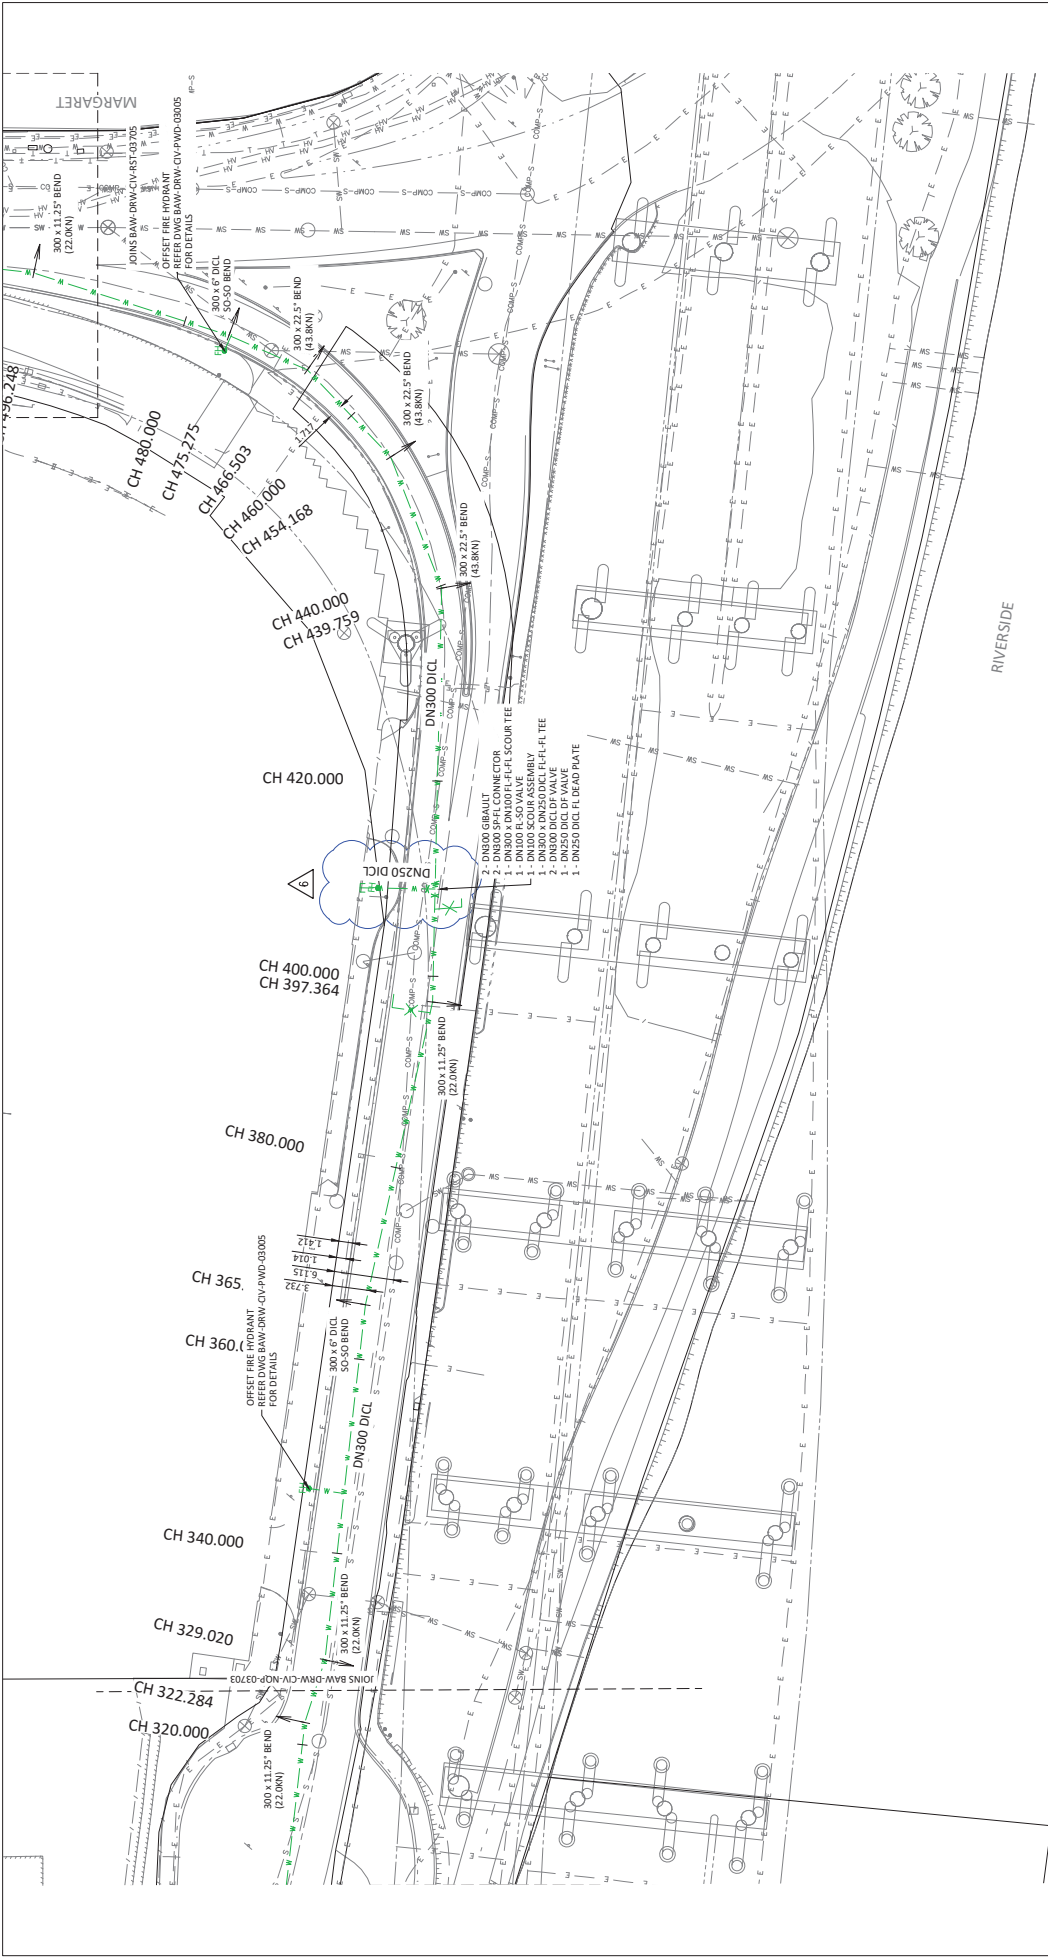 MARGARET
JOINS BAW-DRW-CIV-RST-03705
300 x 11.25° BEND
(22.0KN)
OFFSET FIRE HYDRANT
REFER DWG BAW-DRW-CIV-PWD-03005
FOR DETAILS
300 x 6° DICL
SO-SO BEND
300 x 22.5° BEND
(43.8KN)
300 x 22.5° BEND
(43.8KN)
1.717
CH 480.000
CH 475.275
CH 466.503
CH 460.000
CH 454.168
300 x 22.5° BEND
(43.8KN)
CH 440.000
CH 439.759
RIVERSIDE
DN300 DICL
CH 420.000
2 - DN300 GIBAULT
2 - DN300 SP-FL CONNECTOR
1 - DN300 x DN100 FL-FL-FL SCOUR TEE
1 - DN100 FL-SO VALVE
1 - DN100 SCOUR ASSEMBLY
1 - DN300 x DN250 DICL FL-FL-FL TEE
2 - DN300 DICL DF VALVE
1 - DN250 DICL DF VALVE
1 - DN250 DICL FL DEAD PLATE
6
DN250 DICL
CH 400.000
CH 397.364
300 x 11.25° BEND
(22.0KN)
CH 380.000
1.412
1.014
6.115
3.732
CH 365.
CH 360.0
OFFSET FIRE HYDRANT
REFER DWG BAW-DRW-CIV-PWD-03005
FOR DETAILS
300 x 6° DICL
SO-SO BEND
DN300 DICL
CH 340.000
CH 329.020
300 x 11.25° BEND
(22.0KN)
JOINS BAW-DRW-CIV-NQP-03703
CH 322.284
CH 320.000
300 x 11.25° BEND
(22.0KN)